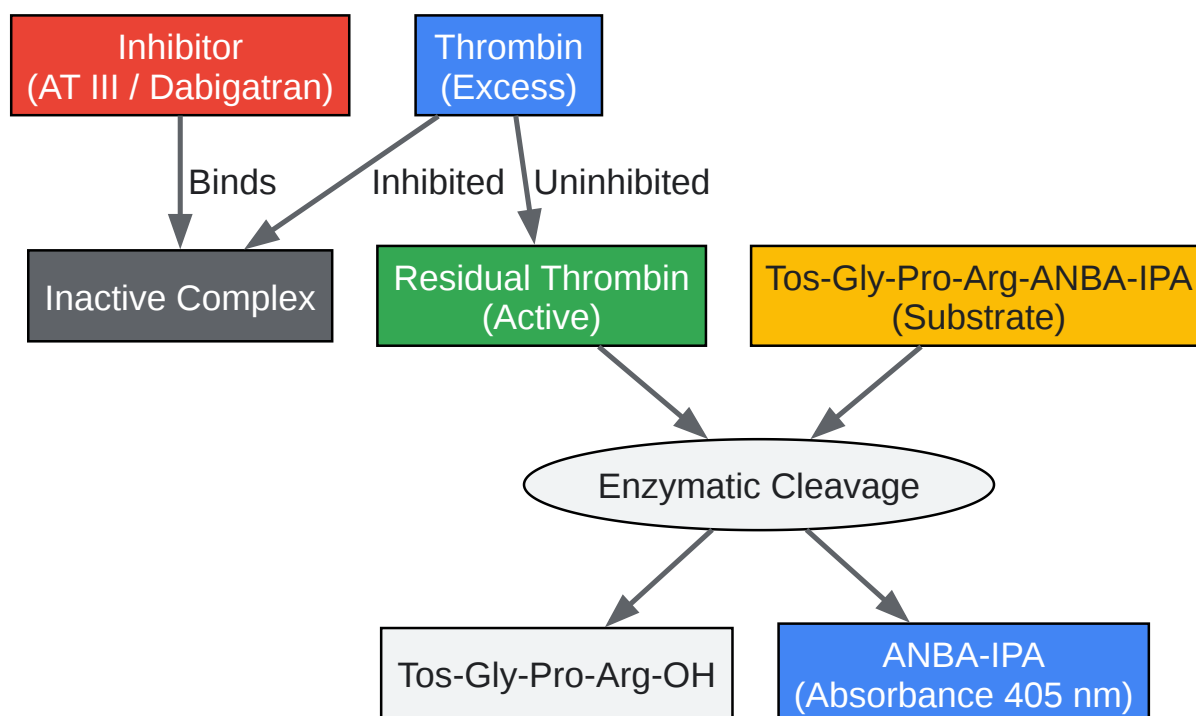 Inhibitor
(AT III / Dabigatran)
Thrombin
(Excess)
Binds
Inhibited
Uninhibited
Inactive Complex
Residual Thrombin
(Active)
Tos-Gly-Pro-Arg-ANBA-IPA
(Substrate)
Enzymatic Cleavage
Tos-Gly-Pro-Arg-OH
ANBA-IPA
(Absorbance 405 nm)